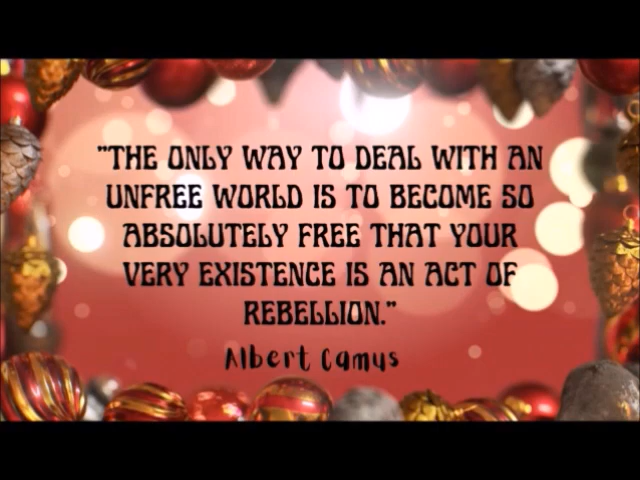 "THE ONLY WAY TO DEAL WITH AN
UNFREE WORLD IS TO BECOME SO
ABSOLUTELY FREE THAT YOUR
VERY EXISTENCE IS AN ACT OF
REBELLION."
Albert Camus